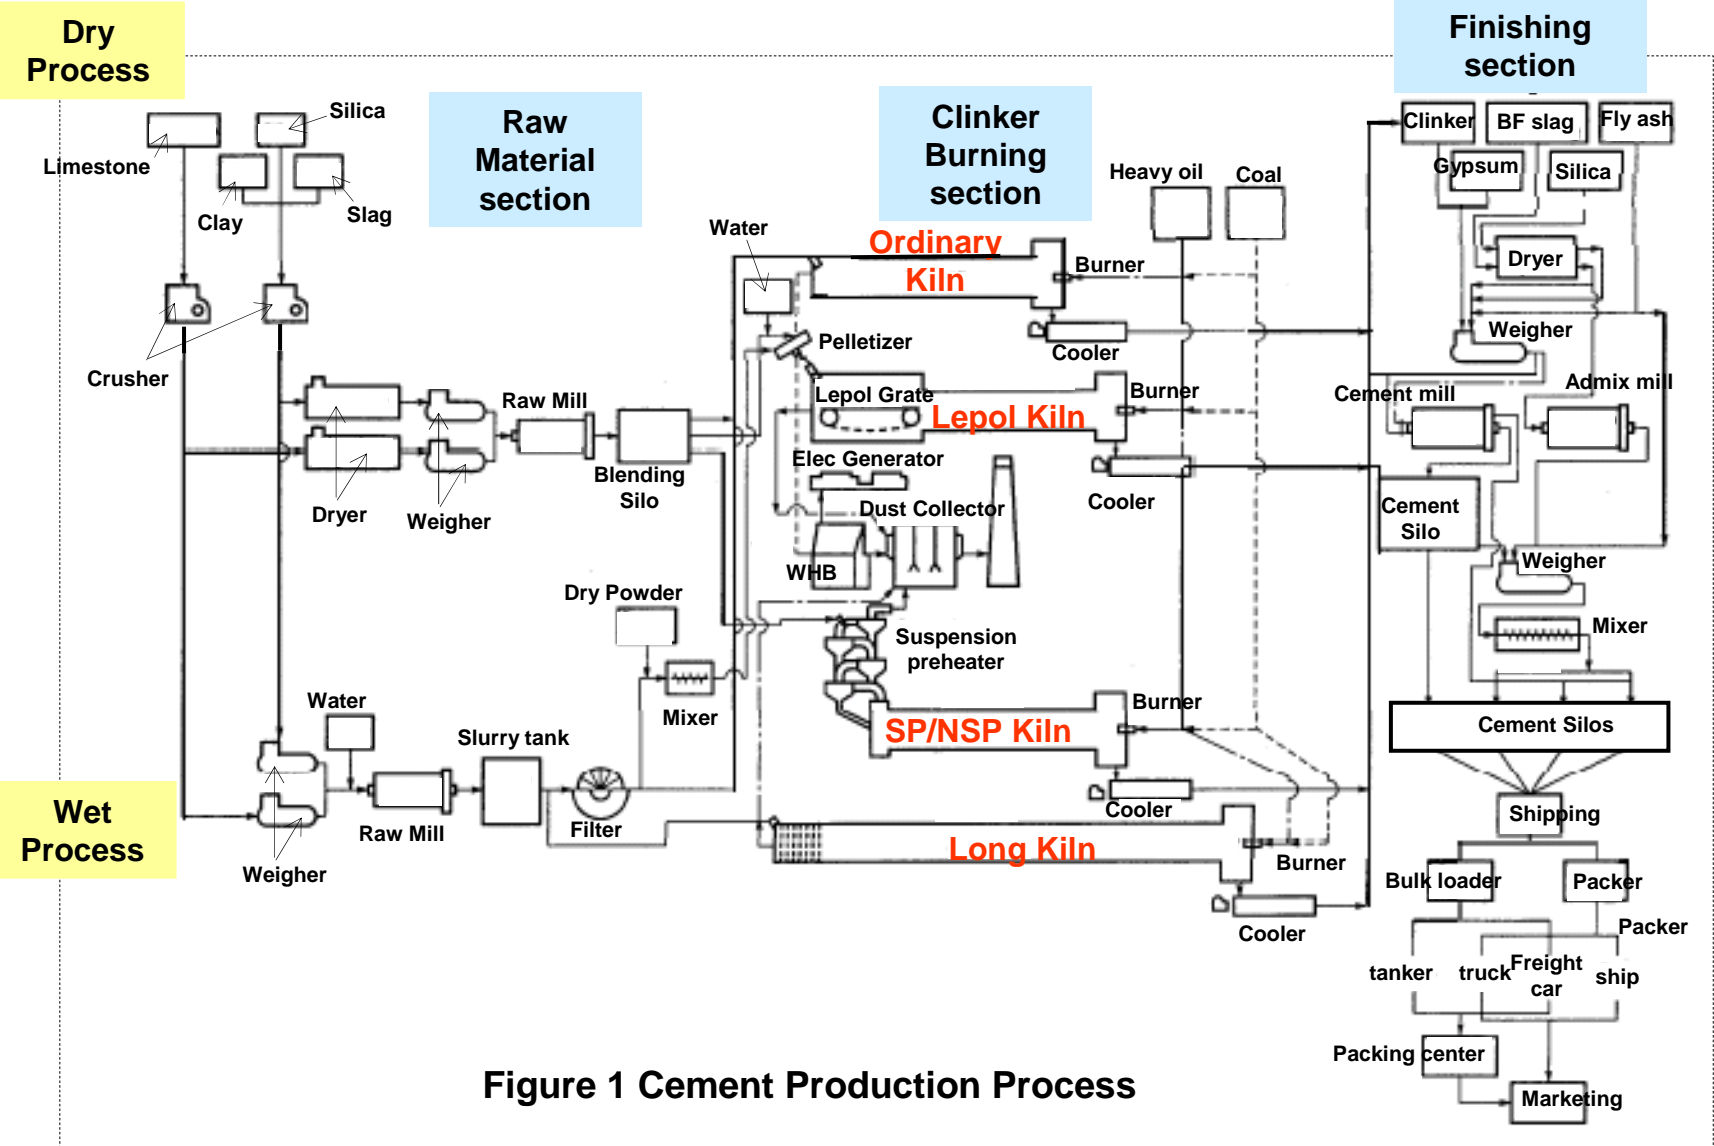 Dry
Process
Finishing
section
Raw
Material
section
Clinker
Burning
section
Silica
Limestone
Clay
Slag
Crusher
Dryer
Weigher
Raw Mill
Blending
Silo
Water
Ordinary
Kiln
Heavy oil
Coal
Burner
Pelletizer
Cooler
Lepol Grate
Lepol Kiln
Burner
Elec Generator
Cooler
Dust Collector
WHB
Dry Powder
Suspension
preheater
Mixer
Burner
SP/NSP Kiln
Cooler
Water
Slurry tank
Raw Mill
Filter
Weigher
Wet
Process
Long Kiln
Burner
Cooler
Clinker
BF slag
Fly ash
Gypsum
Silica
Dryer
Weigher
Cement mill
Admix mill
Cement
Silo
Weigher
Mixer
Cement Silos
Shipping
Bulk loader
Packer
Packer
tanker
truck
Freight
car
ship
Packing center
Marketing
Figure 1 Cement Production Process